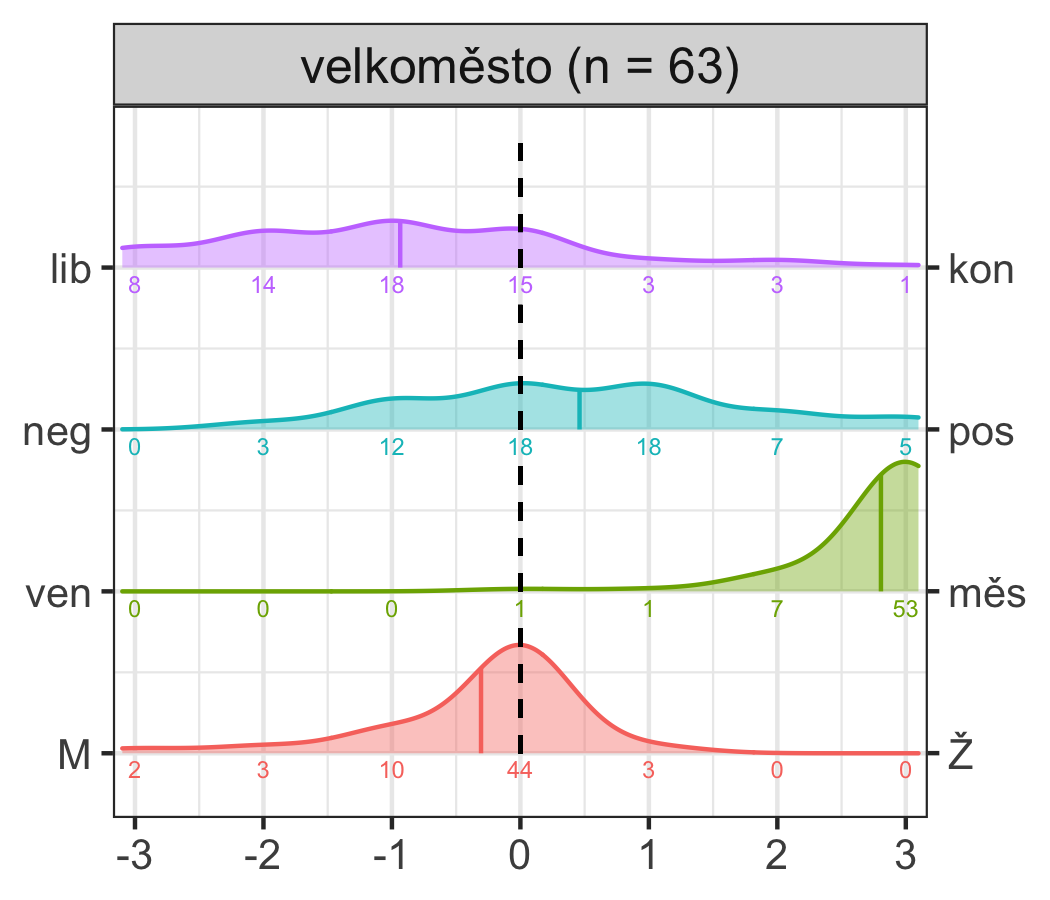 velkoměsto (n = 63)
lib kon
8 14 18 15 3 3 1
neg pos
0 3 12 18 18 7 5
ven měs
0 0 0 1 1 7 53
M Ž
2 3 10 44 3 0 0
-3 -2 -1 0 1 2 3